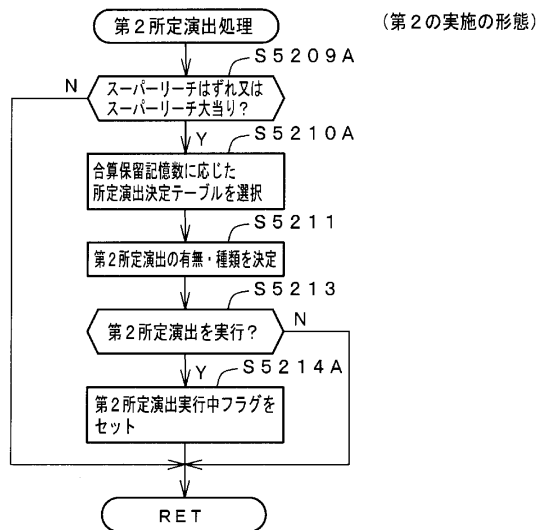 第２所定演出処理
（第２の実施の形態）
Ｓ５２０９Ａ
Ｎ
スーパーリーチはずれ又は
スーパーリーチ大当り？
Ｙ
Ｓ５２１０Ａ
合算保留記憶数に応じた
所定演出決定テーブルを選択
Ｓ５２１１
第２所定演出の有無・種類を決定
Ｓ５２１３
第２所定演出を実行？
Ｎ
Ｙ
Ｓ５２１４Ａ
第２所定演出実行中フラグを
セット
ＲＥＴ